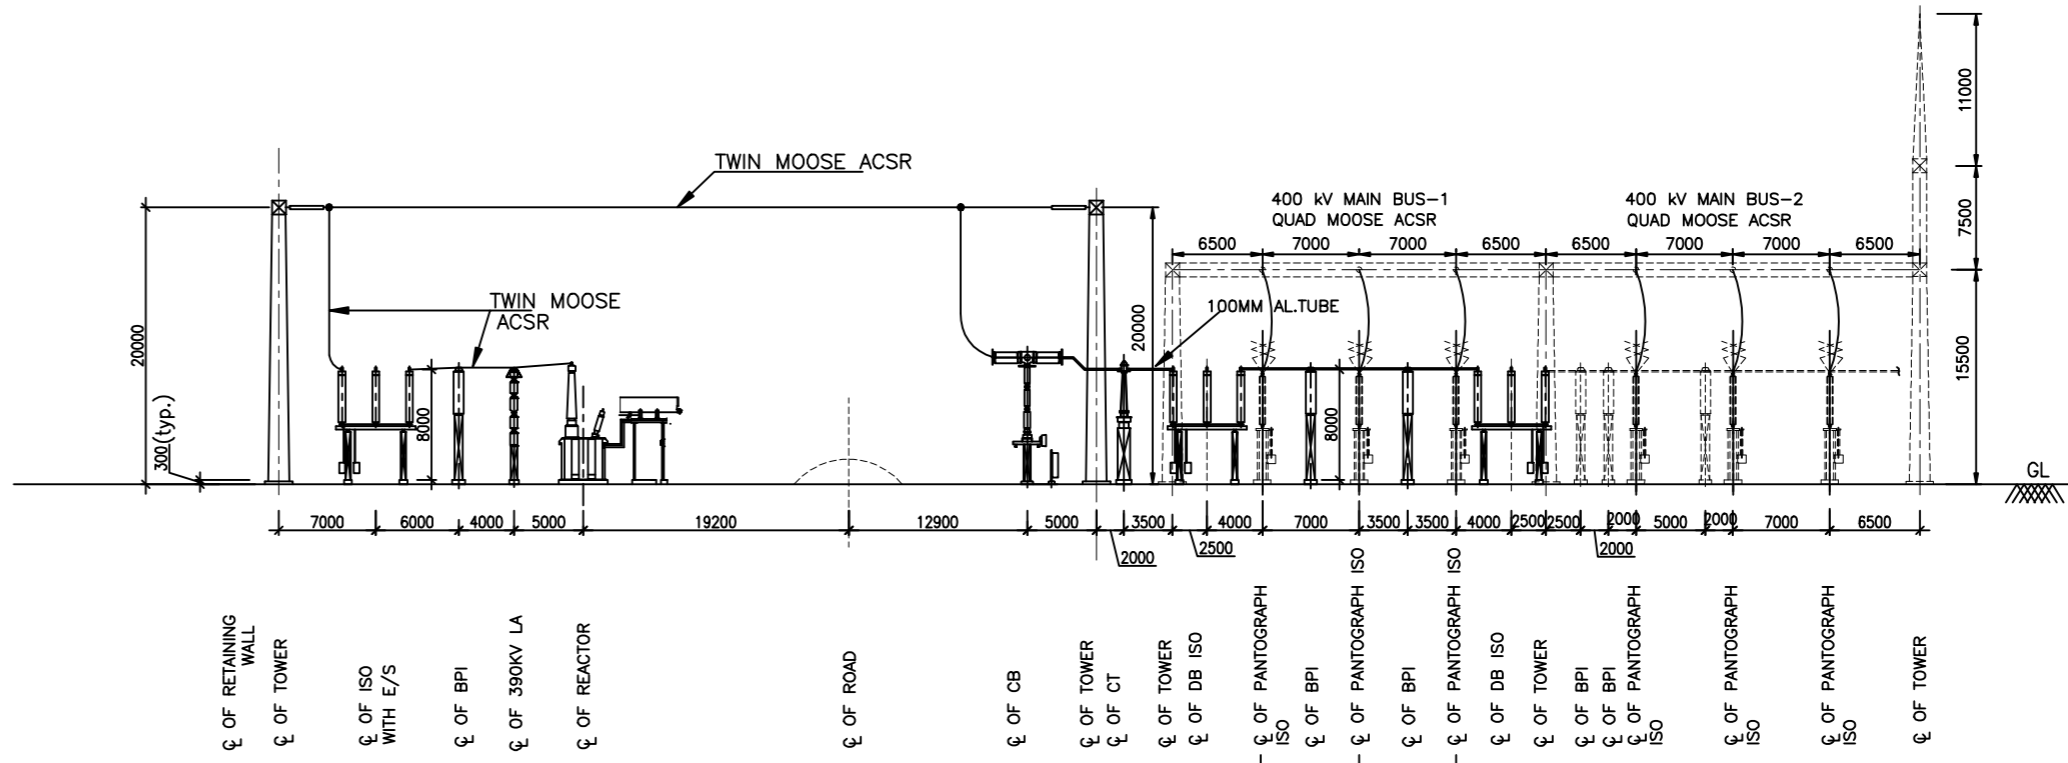 11000
7500
15500
TWIN MOOSE ACSR
400 kV MAIN BUS-1
QUAD MOOSE ACSR
400 kV MAIN BUS-2
QUAD MOOSE ACSR
6500 7000 7000 6500 6500 7000 7000 6500
TWIN MOOSE
ACSR
100MM AL.TUBE
20000
20000
8000
8000
300(typ.)
GL
7000 6000 4000 5000 19200 12900 5000 3500 4000 7000 3500 3500 4000 2500 2500 2000 5000 2000 7000 6500
2000 2500 2000
℄ OF RETAINING
WALL
℄ OF TOWER
℄ OF ISO
WITH E/S
℄ OF BPI
℄ OF 390KV LA
℄ OF REACTOR
℄ OF ROAD
℄ OF CB
℄ OF TOWER
℄ OF CT
℄ OF TOWER
℄ OF DB ISO
℄ OF PANTOGRAPH
ISO
℄ OF BPI
℄ OF PANTOGRAPH ISO
℄ OF BPI
℄ OF PANTOGRAPH ISO
℄ OF DB ISO
℄ OF TOWER
℄ OF BPI
℄ OF BPI
℄ OF PANTOGRAPH
ISO
℄ OF PANTOGRAPH
ISO
℄ OF PANTOGRAPH
ISO
℄ OF TOWER